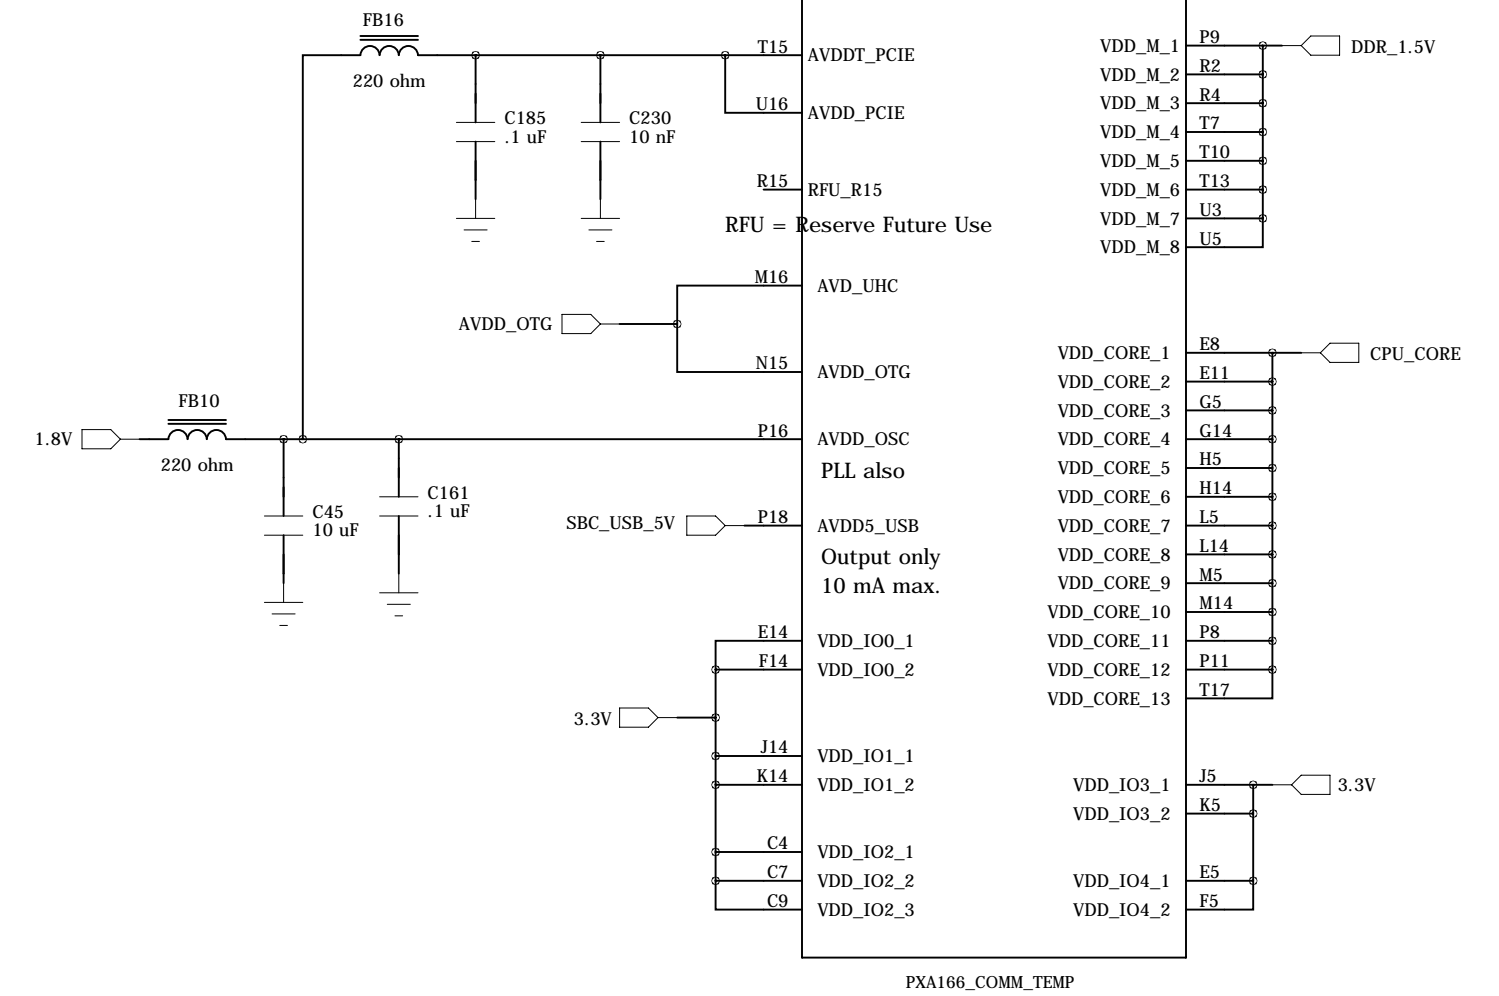 FB16
220 ohm
C185
.1 uF
C230
10 nF
T15 AVDDT_PCIE
U16 AVDD_PCIE
R15 RFU_R15
RFU = Reserve Future Use
M16 AVD_UHC
AVDD_OTG
N15 AVDD_OTG
FB10
1.8V
220 ohm
P16 AVDD_OSC
PLL also
C45
10 uF
C161
.1 uF
SBC_USB_5V
P18 AVDD5_USB
Output only
10 mA max.
E14 VDD_IO0_1
F14 VDD_IO0_2
3.3V
J14 VDD_IO1_1
K14 VDD_IO1_2
C4 VDD_IO2_1
C7 VDD_IO2_2
C9 VDD_IO2_3
VDD_M_1 P9 DDR_1.5V
VDD_M_2 R2
VDD_M_3 R4
VDD_M_4 T7
VDD_M_5 T10
VDD_M_6 T13
VDD_M_7 U3
VDD_M_8 U5
VDD_CORE_1 E8 CPU_CORE
VDD_CORE_2 E11
VDD_CORE_3 G5
VDD_CORE_4 G14
VDD_CORE_5 H5
VDD_CORE_6 H14
VDD_CORE_7 L5
VDD_CORE_8 L14
VDD_CORE_9 M5
VDD_CORE_10 M14
VDD_CORE_11 P8
VDD_CORE_12 P11
VDD_CORE_13 T17
VDD_IO3_1 J5 3.3V
VDD_IO3_2 K5
VDD_IO4_1 E5
VDD_IO4_2 F5
PXA166_COMM_TEMP